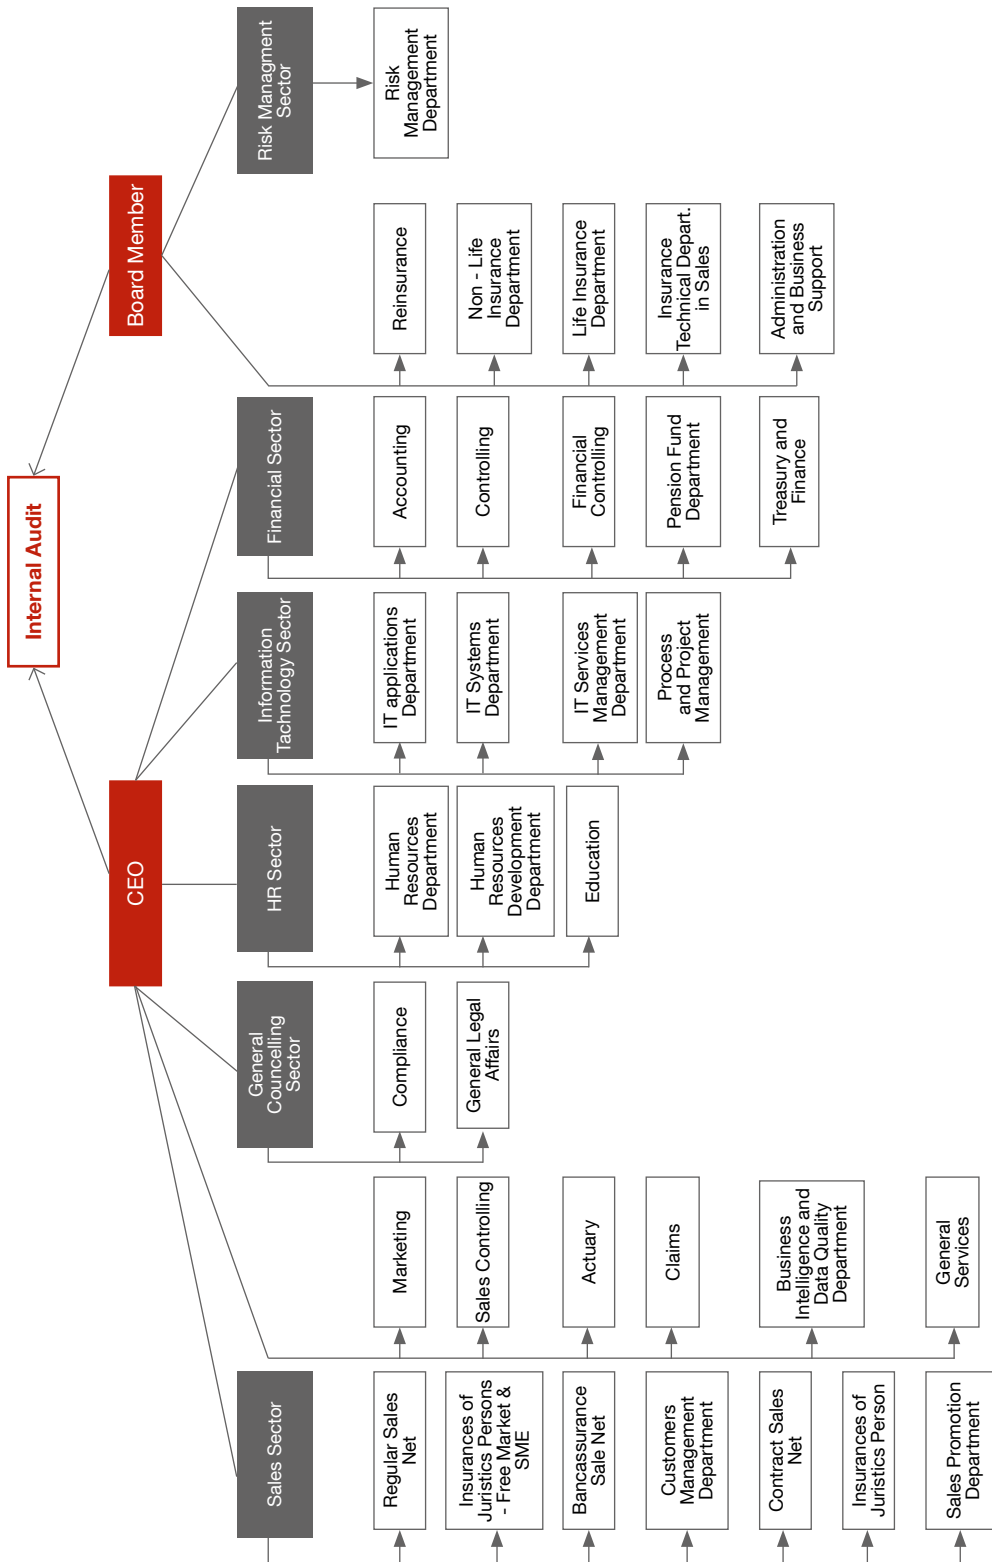 Internal Audit
CEO
Board Member
Sales Sector
General
Councelling
Sector
HR Sector
Information
Tachnology Sector
Financial Sector
Risk Managment
Sector
Regular Sales
Net
Insurances of
Juristics Persons
- Free Market &
SME
Bancassurance
Sale Net
Customers
Management
Department
Contract Sales
Net
Insurances of
Juristics Person
Sales Promotion
Department
Marketing
Sales Controlling
Actuary
Claims
Business
Intelligence and
Data Quality
Department
General
Services
Compliance
General Legal
Affairs
Human
Resources
Department
Human
Resources
Development
Department
Education
IT applications
Department
IT Systems
Department
IT Services
Management
Department
Process
and Project
Management
Accounting
Controlling
Financial
Controlling
Pension Fund
Department
Treasury and
Finance
Reinsurance
Non - Life
Insurance
Department
Life Insurance
Department
Insurance
Technical Depart.
in Sales
Administration
and Business
Support
Risk
Management
Department